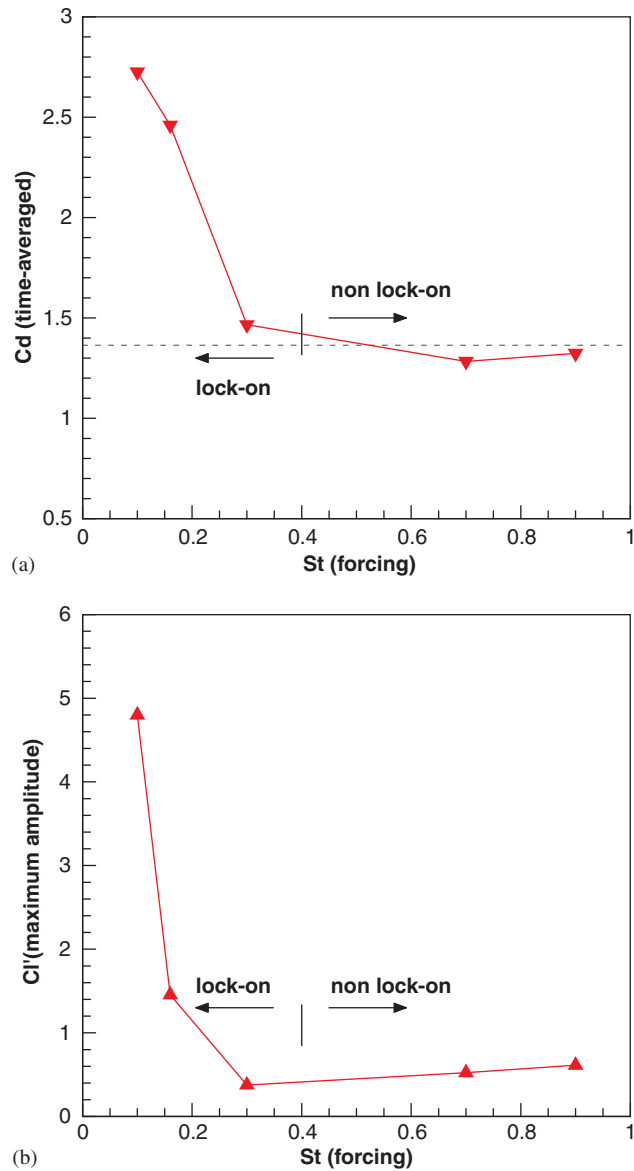 3
2.5
2
1.5
1
0.5
Cd (time-averaged)
non lock-on
lock-on
0 0.2 0.4 0.6 0.8 1
St (forcing)
(a)
6
5
4
3
2
1
0
Cl'(maximum amplitude)
lock-on non lock-on
0 0.2 0.4 0.6 0.8 1
St (forcing)
(b)